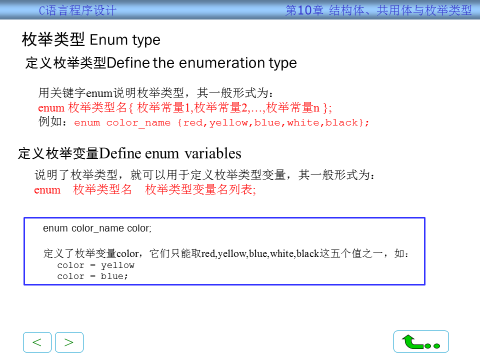 C语言程序设计
第10章 结构体、共用体与枚举类型
枚举类型 Enum type
定义枚举类型Define the enumeration type
用关键字enum说明枚举类型，其一般形式为：
enum 枚举类型名{ 枚举常量1,枚举常量2,…,枚举常量n };
例如：enum color_name {red,yellow,blue,white,black};
定义枚举变量Define enum variables
说明了枚举类型，就可以用于定义枚举类型变量，其一般形式为：
enum 枚举类型名 枚举类型变量名列表;
enum color_name color;
定义了枚举变量color，它们只能取red,yellow,blue,white,black这五个值之一，如：
color = yellow
color = blue;
< >